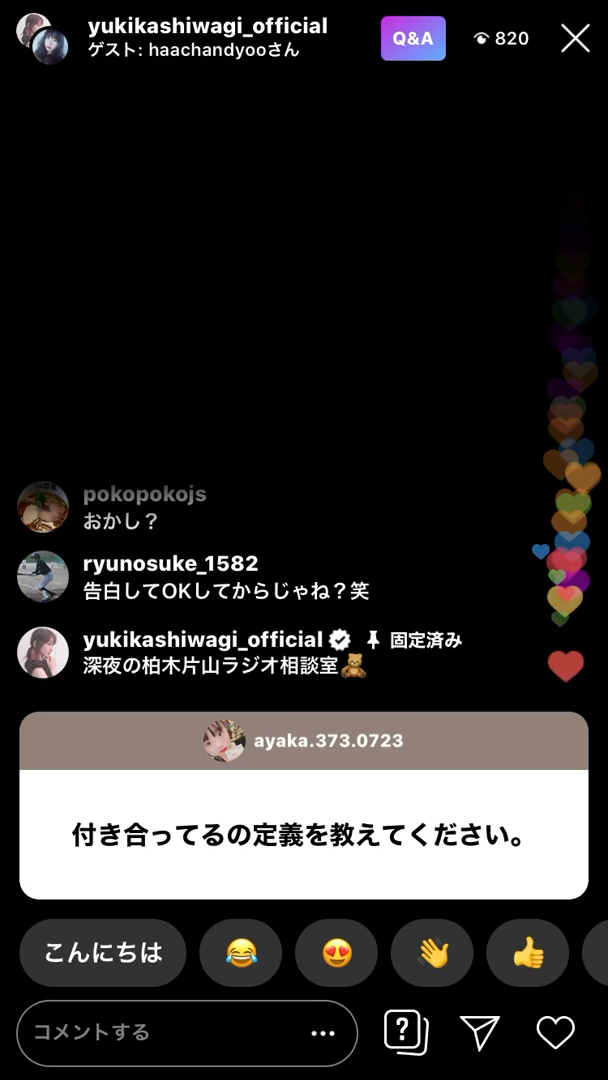 yukikashiwagi_official
ゲスト: haachandyooさん
Q&A
820
pokopokojs
おかし？
ryunosuke_1582
告白してOKしてからじゃね？笑
yukikashiwagi_official 固定済み
深夜の柏木片山ラジオ相談室🧸
ayaka.373.0723
付き合ってるの定義を教えてください。
こんにちは 😂 😍 👋 👍
コメントする ...